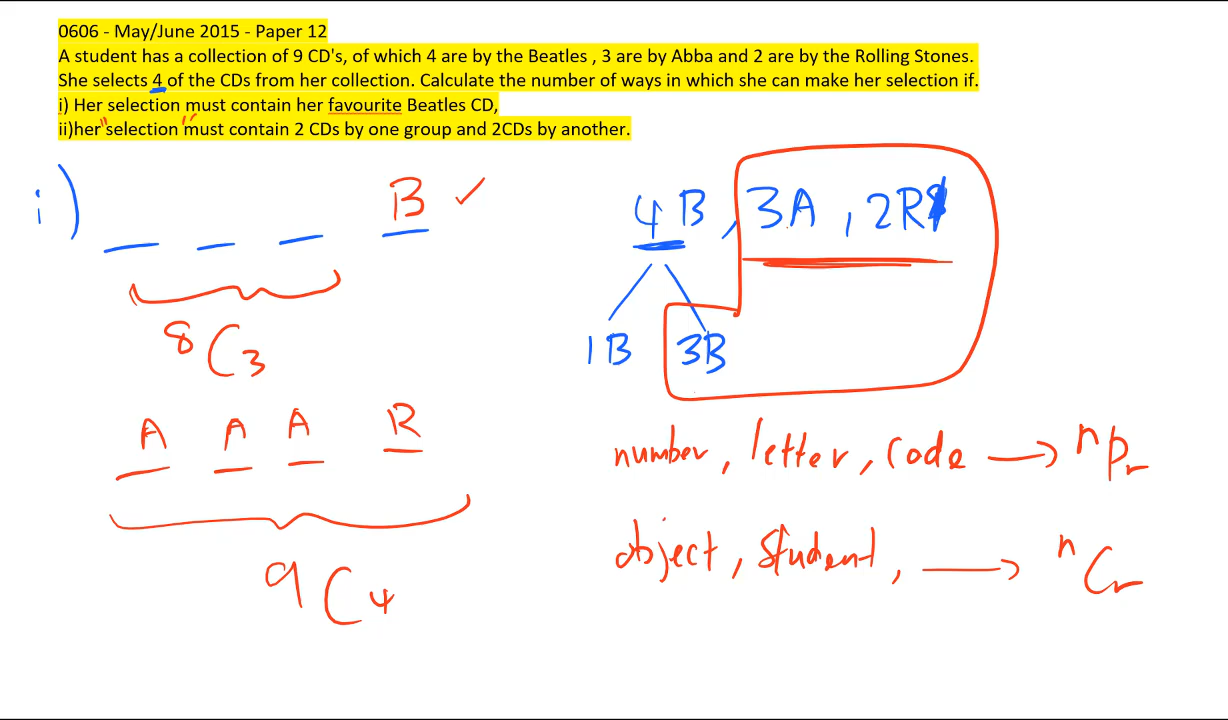 0606 - May/June 2015 - Paper 12
A student has a collection of 9 CD's, of which 4 are by the Beatles , 3 are by Abba and 2 are by the Rolling Stones.
She selects 4 of the CDs from her collection. Calculate the number of ways in which she can make her selection if.
i) Her selection must contain her favourite Beatles CD,
ii)her selection must contain 2 CDs by one group and 2CDs by another.
i) B ✓
8C3
A A A R
9C4
4B, 3A, 2R
1B 3B
number, letter, code → nPr
object, student, → nCr